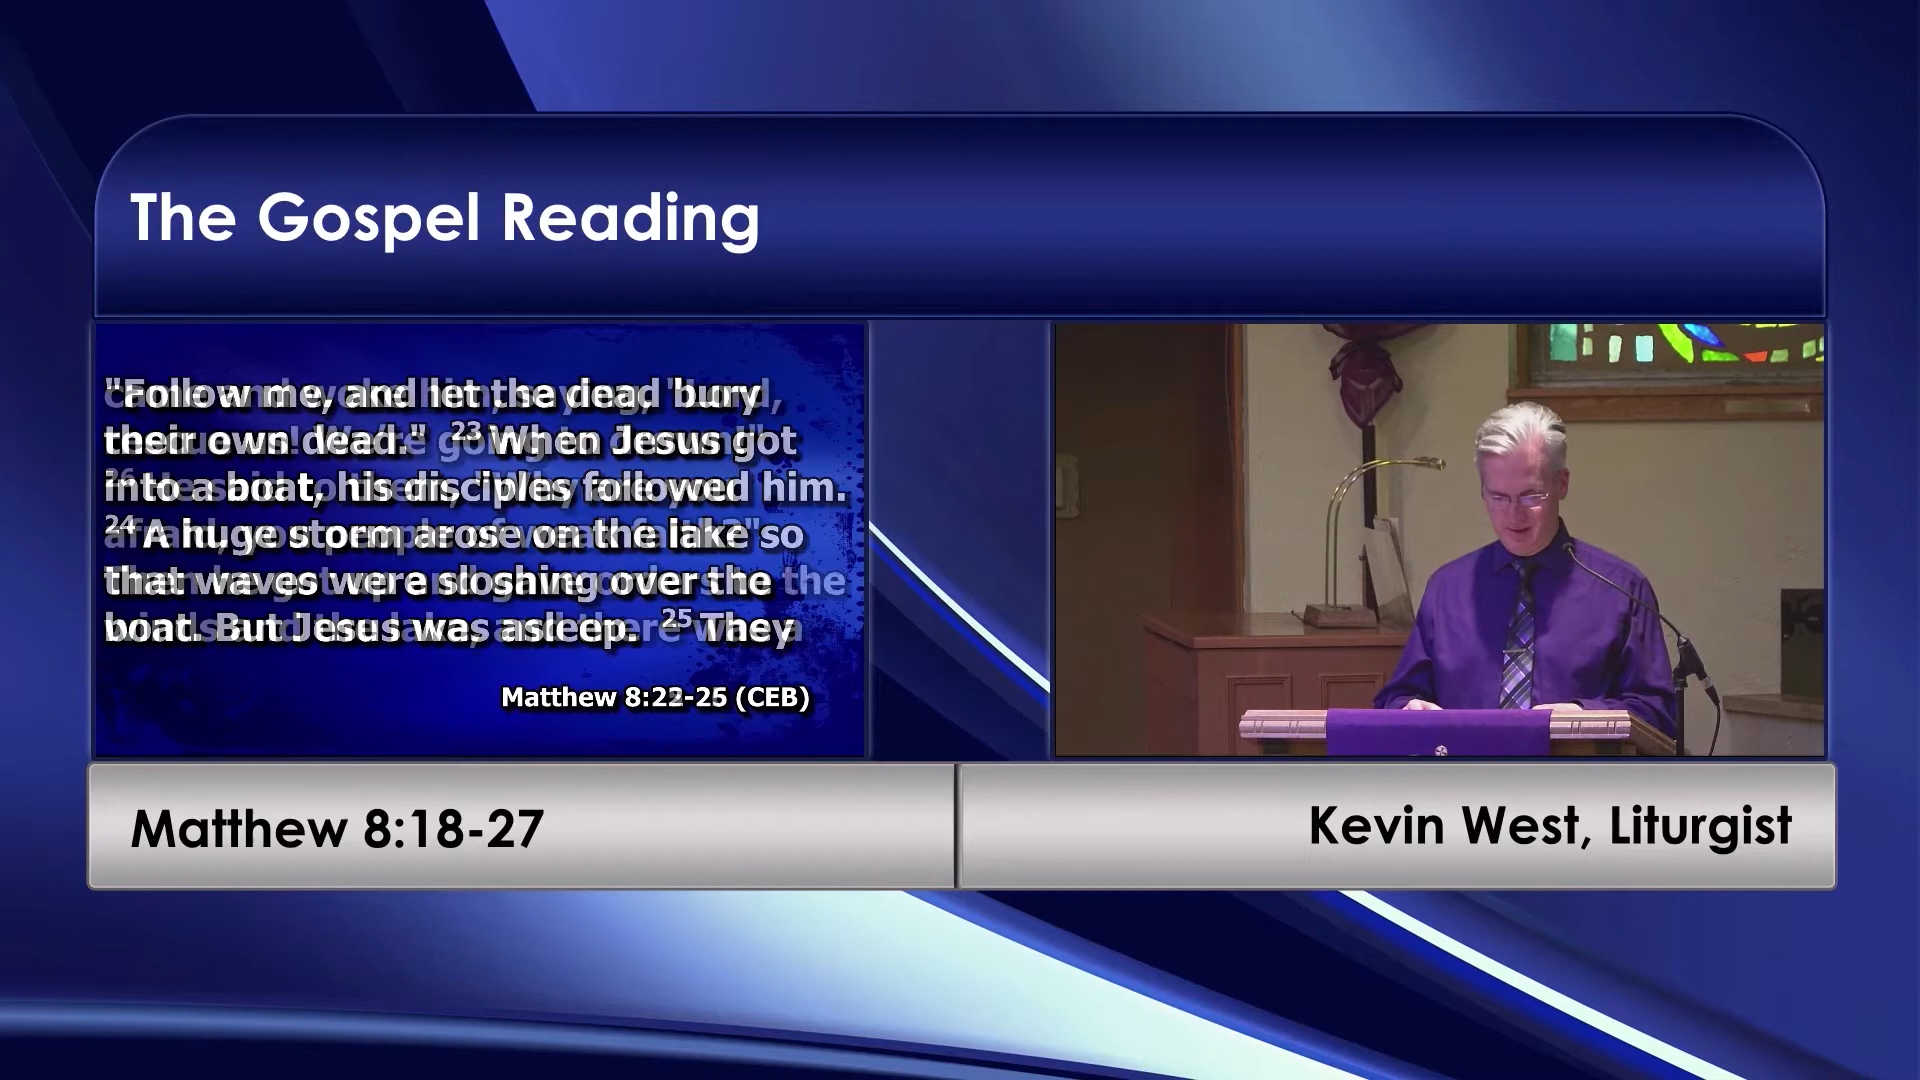 The Gospel Reading
"Follow me, and let the dead bury
their own dead." 23 When Jesus got
into a boat, his disciples followed him.
24 A huge storm arose on the lake so
that waves were sloshing over the
boat. But Jesus was asleep. 25 They
Matthew 8:22-25 (CEB)
Matthew 8:18-27
Kevin West, Liturgist